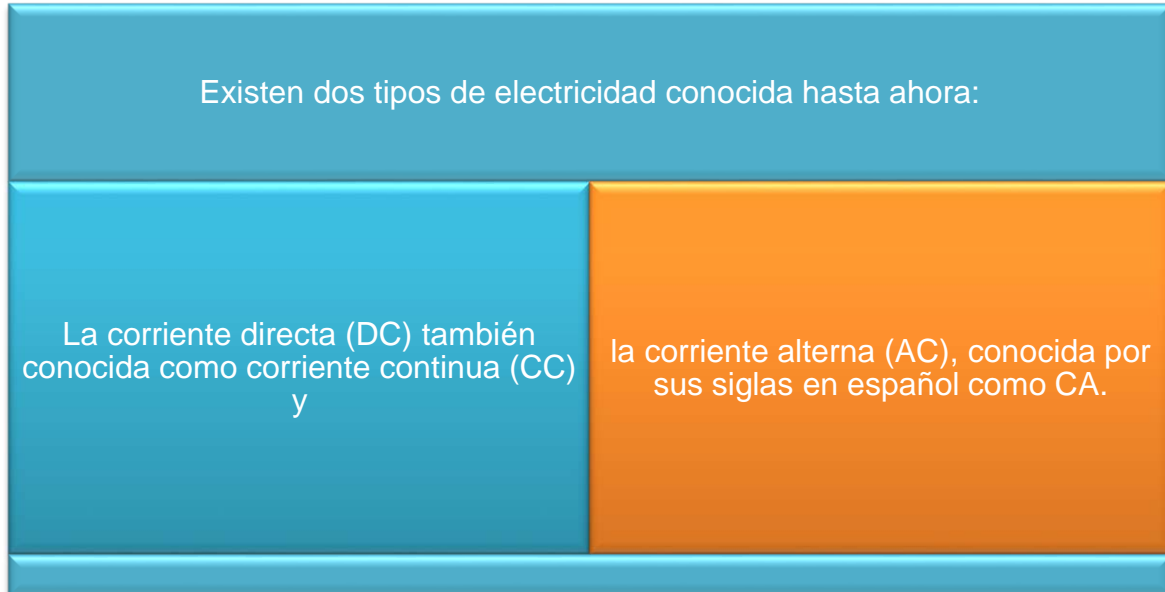 Existen dos tipos de electricidad conocida hasta ahora:
La corriente directa (DC) también
conocida como corriente continua (CC)
y
la corriente alterna (AC), conocida por
sus siglas en español como CA.